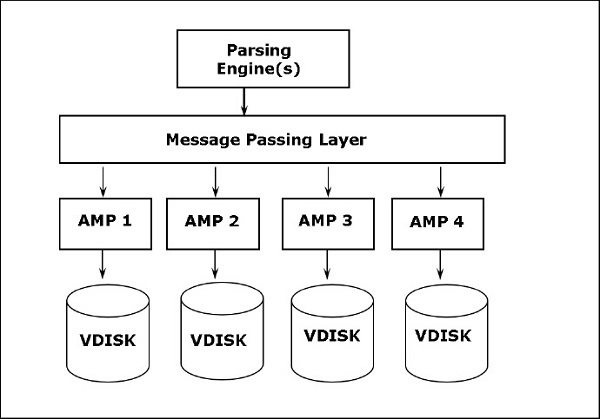 Parsing
Engine(s)
Message Passing Layer
AMP 1
AMP 2
AMP 3
AMP 4
VDISK
VDISK
VDISK
VDISK